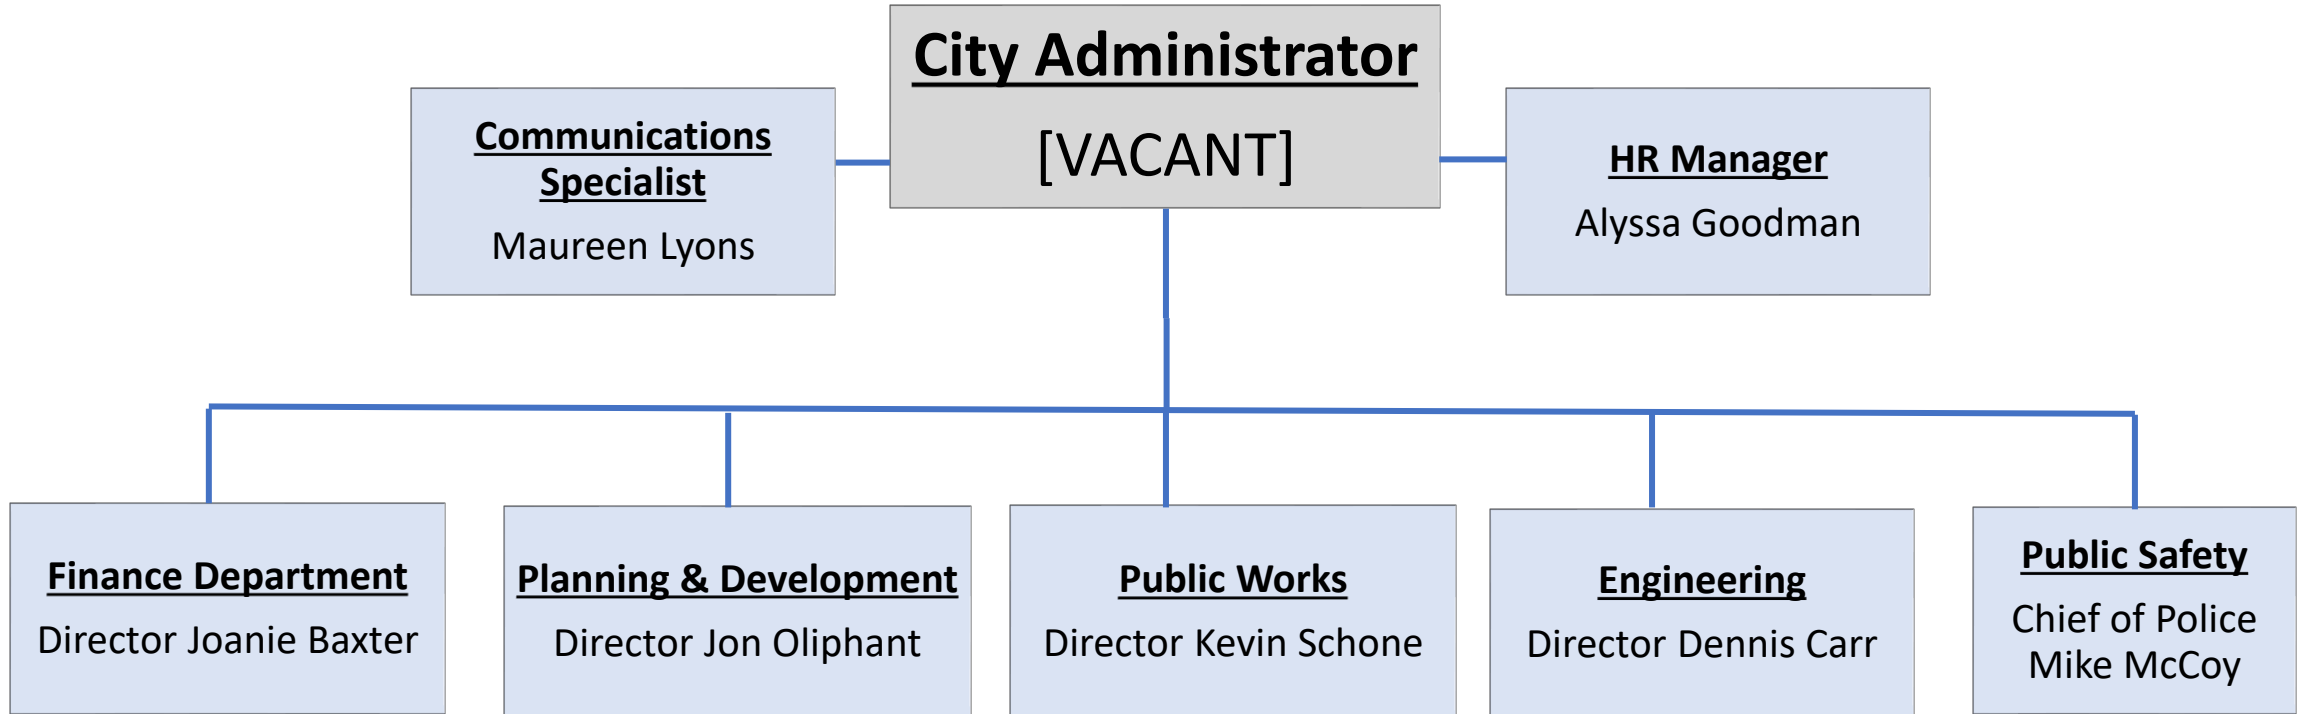 City Administrator
[VACANT]
Communications
Specialist
Maureen Lyons
HR Manager
Alyssa Goodman
Finance Department
Director Joanie Baxter
Planning & Development
Director Jon Oliphant
Public Works
Director Kevin Schone
Engineering
Director Dennis Carr
Public Safety
Chief of Police
Mike McCoy